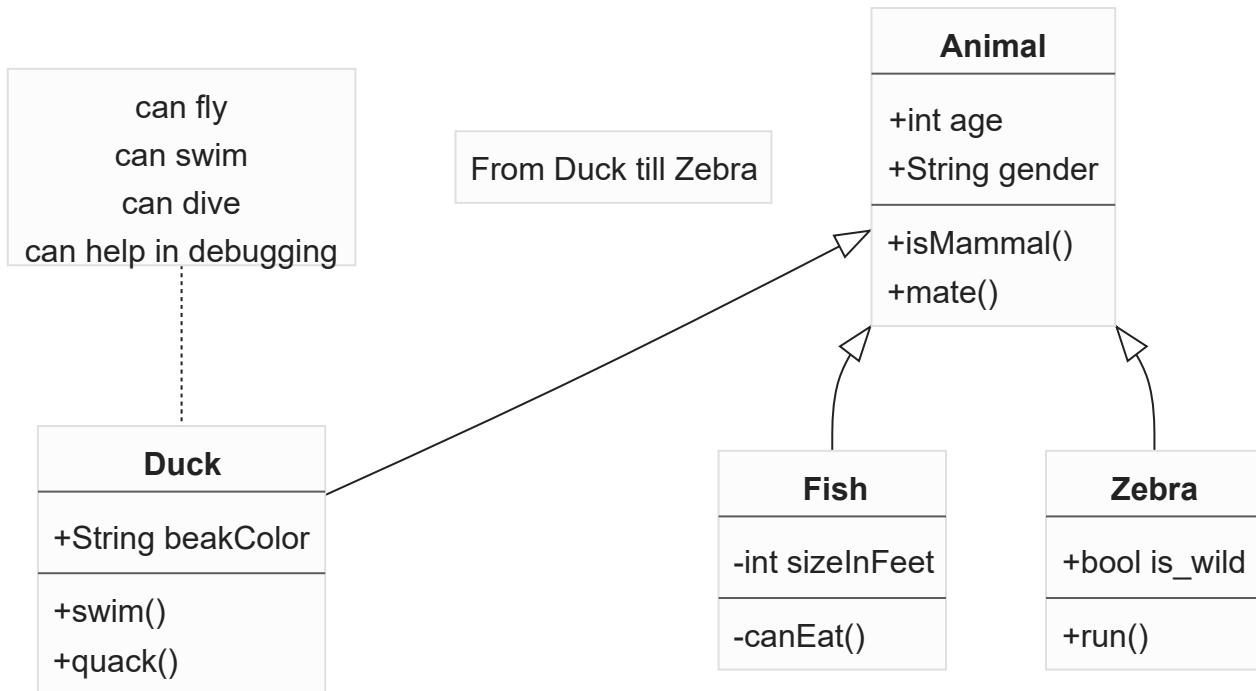 can fly
can swim
can dive
can help in debugging
From Duck till Zebra
Animal
+int age
+String gender
+isMammal()
+mate()
Duck
+String beakColor
+swim()
+quack()
Fish
-int sizeInFeet
-canEat()
Zebra
+bool is_wild
+run()